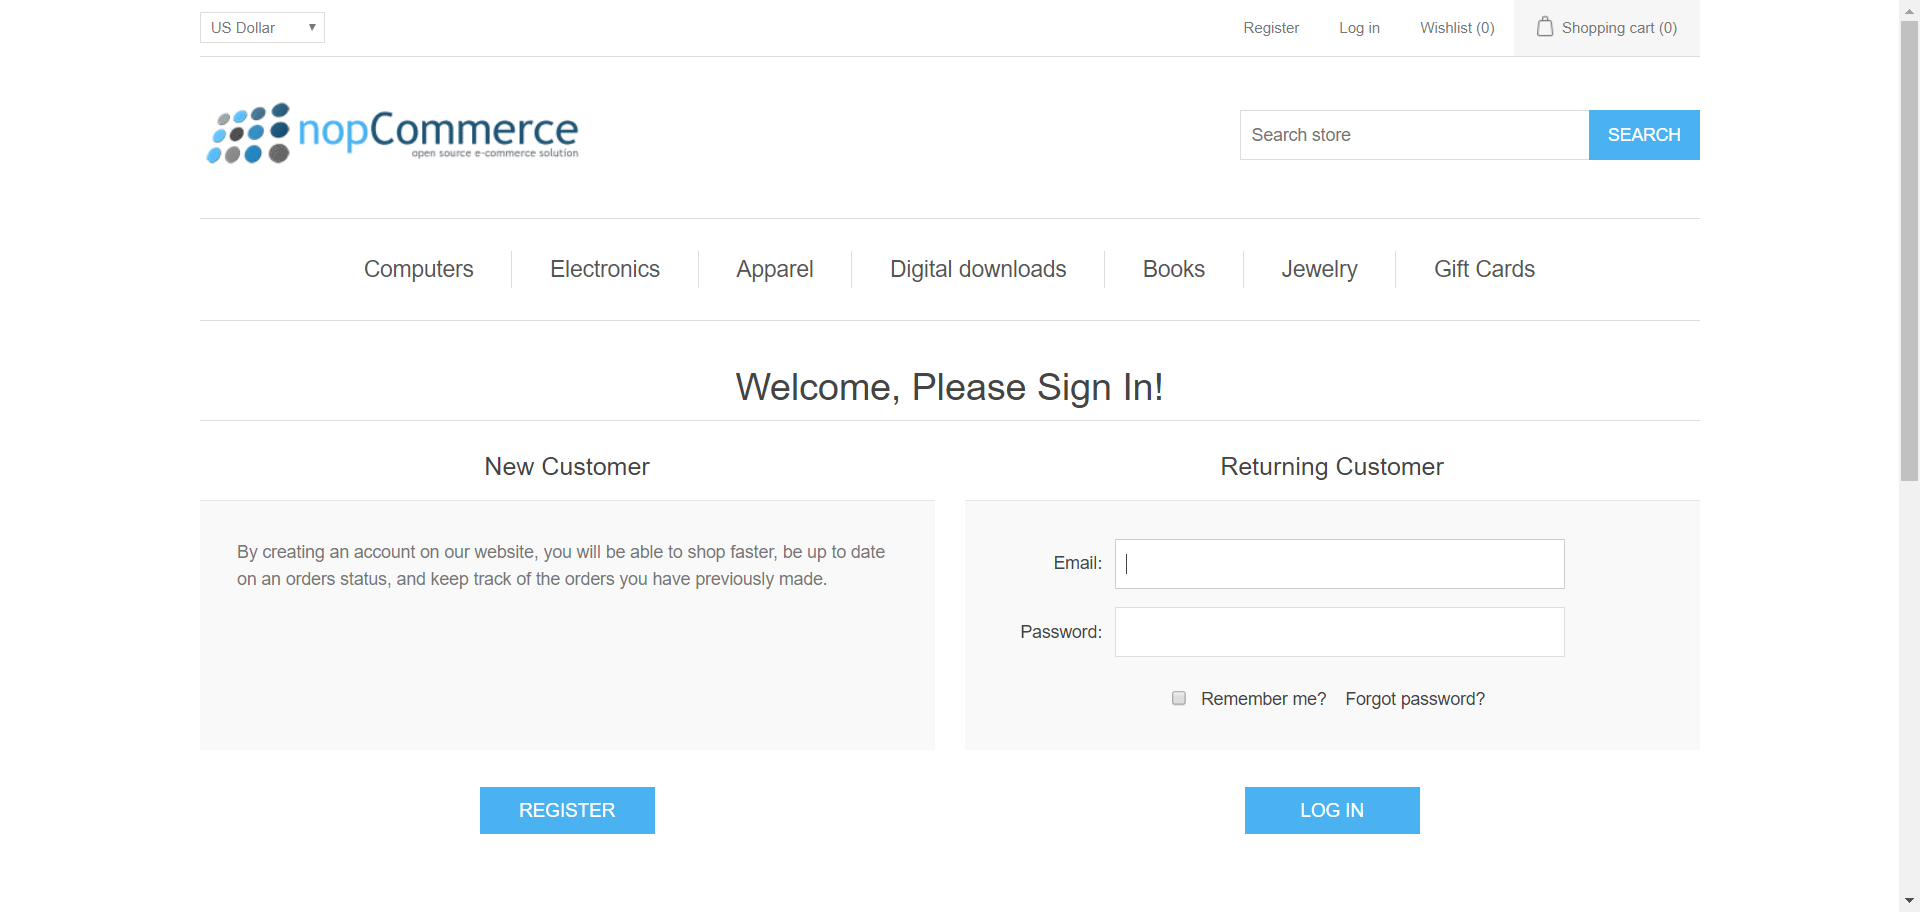 US Dollar
Register
Log in
Wishlist (0)
Shopping cart (0)
nopCommerce
open source e-commerce solution
Search store
SEARCH
Computers
Electronics
Apparel
Digital downloads
Books
Jewelry
Gift Cards
Welcome, Please Sign In!
New Customer
By creating an account on our website, you will be able to shop faster, be up to date
on an orders status, and keep track of the orders you have previously made.
REGISTER
Returning Customer
Email:
Password:
Remember me?
Forgot password?
LOG IN